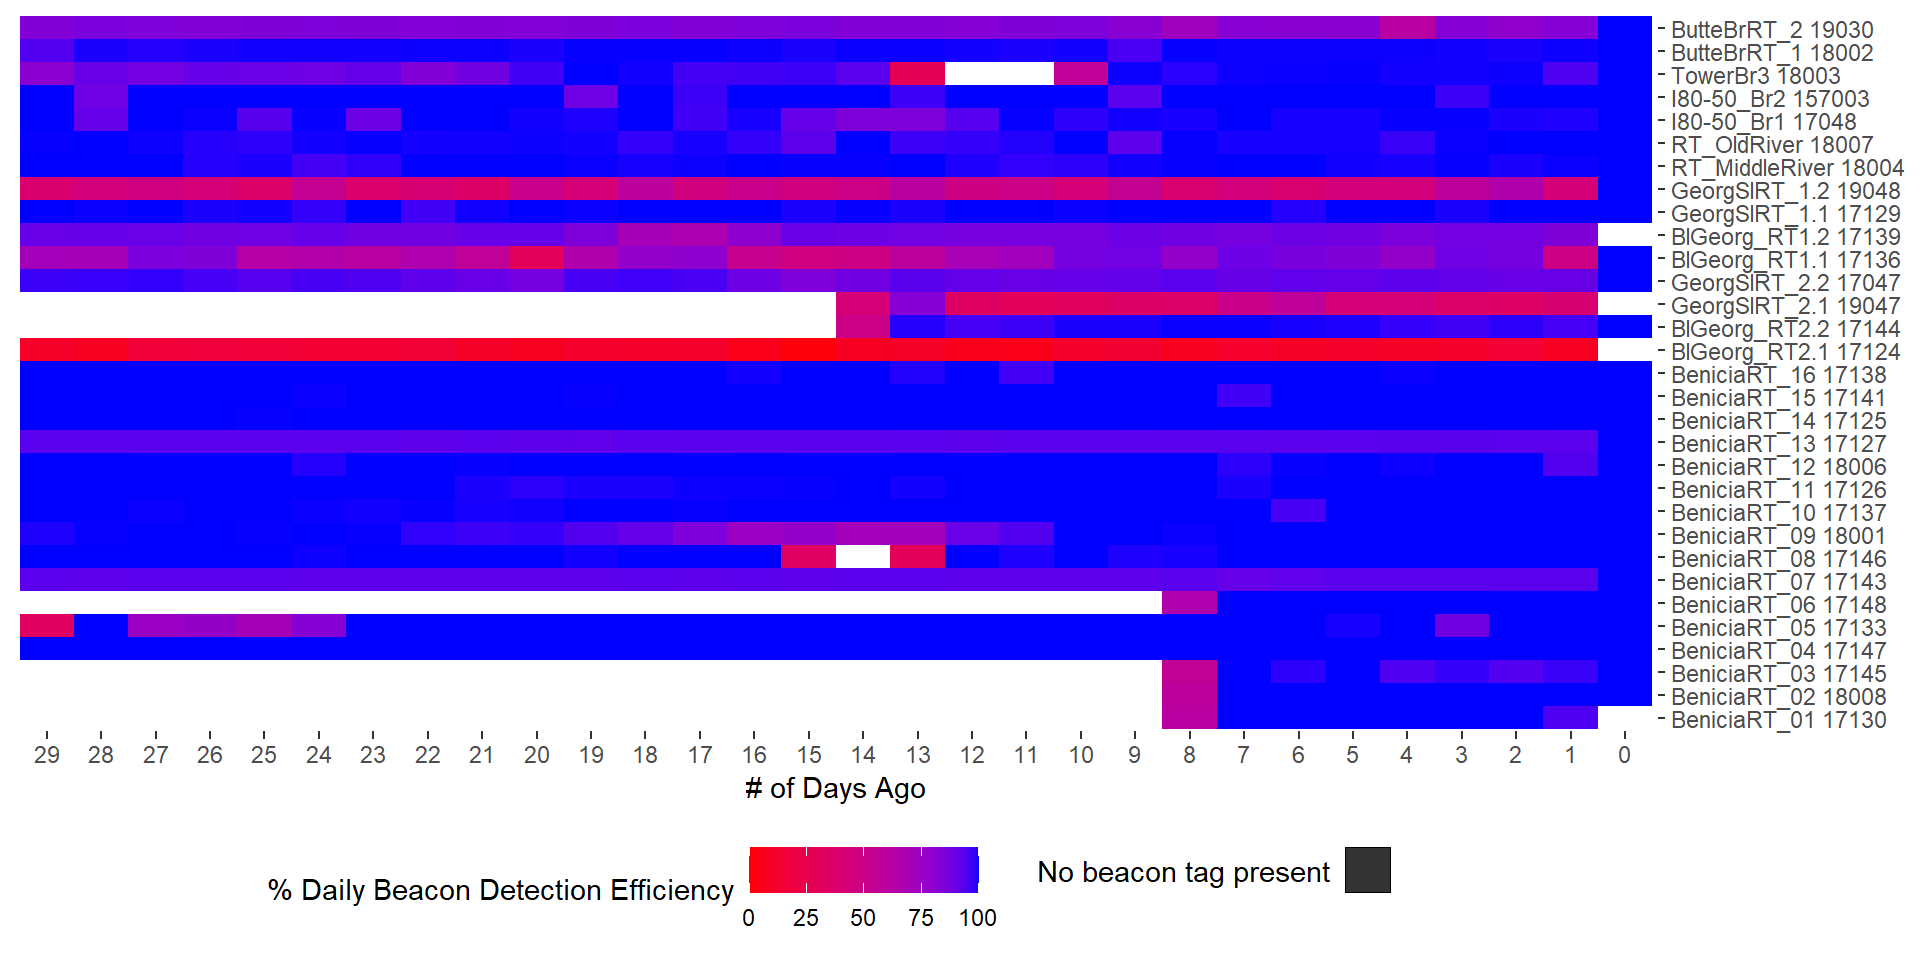 ButteBrRT_2 19030
ButteBrRT_1 18002
TowerBr3 18003
I80-50_Br2 157003
I80-50_Br1 17048
RT_OldRiver 18007
RT_MiddleRiver 18004
GeorgSlRT_1.2 19048
GeorgSlRT_1.1 17129
BlGeorg_RT1.2 17139
BlGeorg_RT1.1 17136
GeorgSlRT_2.2 17047
GeorgSlRT_2.1 19047
BlGeorg_RT2.2 17144
BlGeorg_RT2.1 17124
BeniciaRT_16 17138
BeniciaRT_15 17141
BeniciaRT_14 17125
BeniciaRT_13 17127
BeniciaRT_12 18006
BeniciaRT_11 17126
BeniciaRT_10 17137
BeniciaRT_09 18001
BeniciaRT_08 17146
BeniciaRT_07 17143
BeniciaRT_06 17148
BeniciaRT_05 17133
BeniciaRT_04 17147
BeniciaRT_03 17145
BeniciaRT_02 18008
BeniciaRT_01 17130
29 28 27 26 25 24 23 22 21 20 19 18 17 16 15 14 13 12 11 10 9 8 7 6 5 4 3 2 1 0
# of Days Ago
% Daily Beacon Detection Efficiency
0 25 50 75 100
No beacon tag present